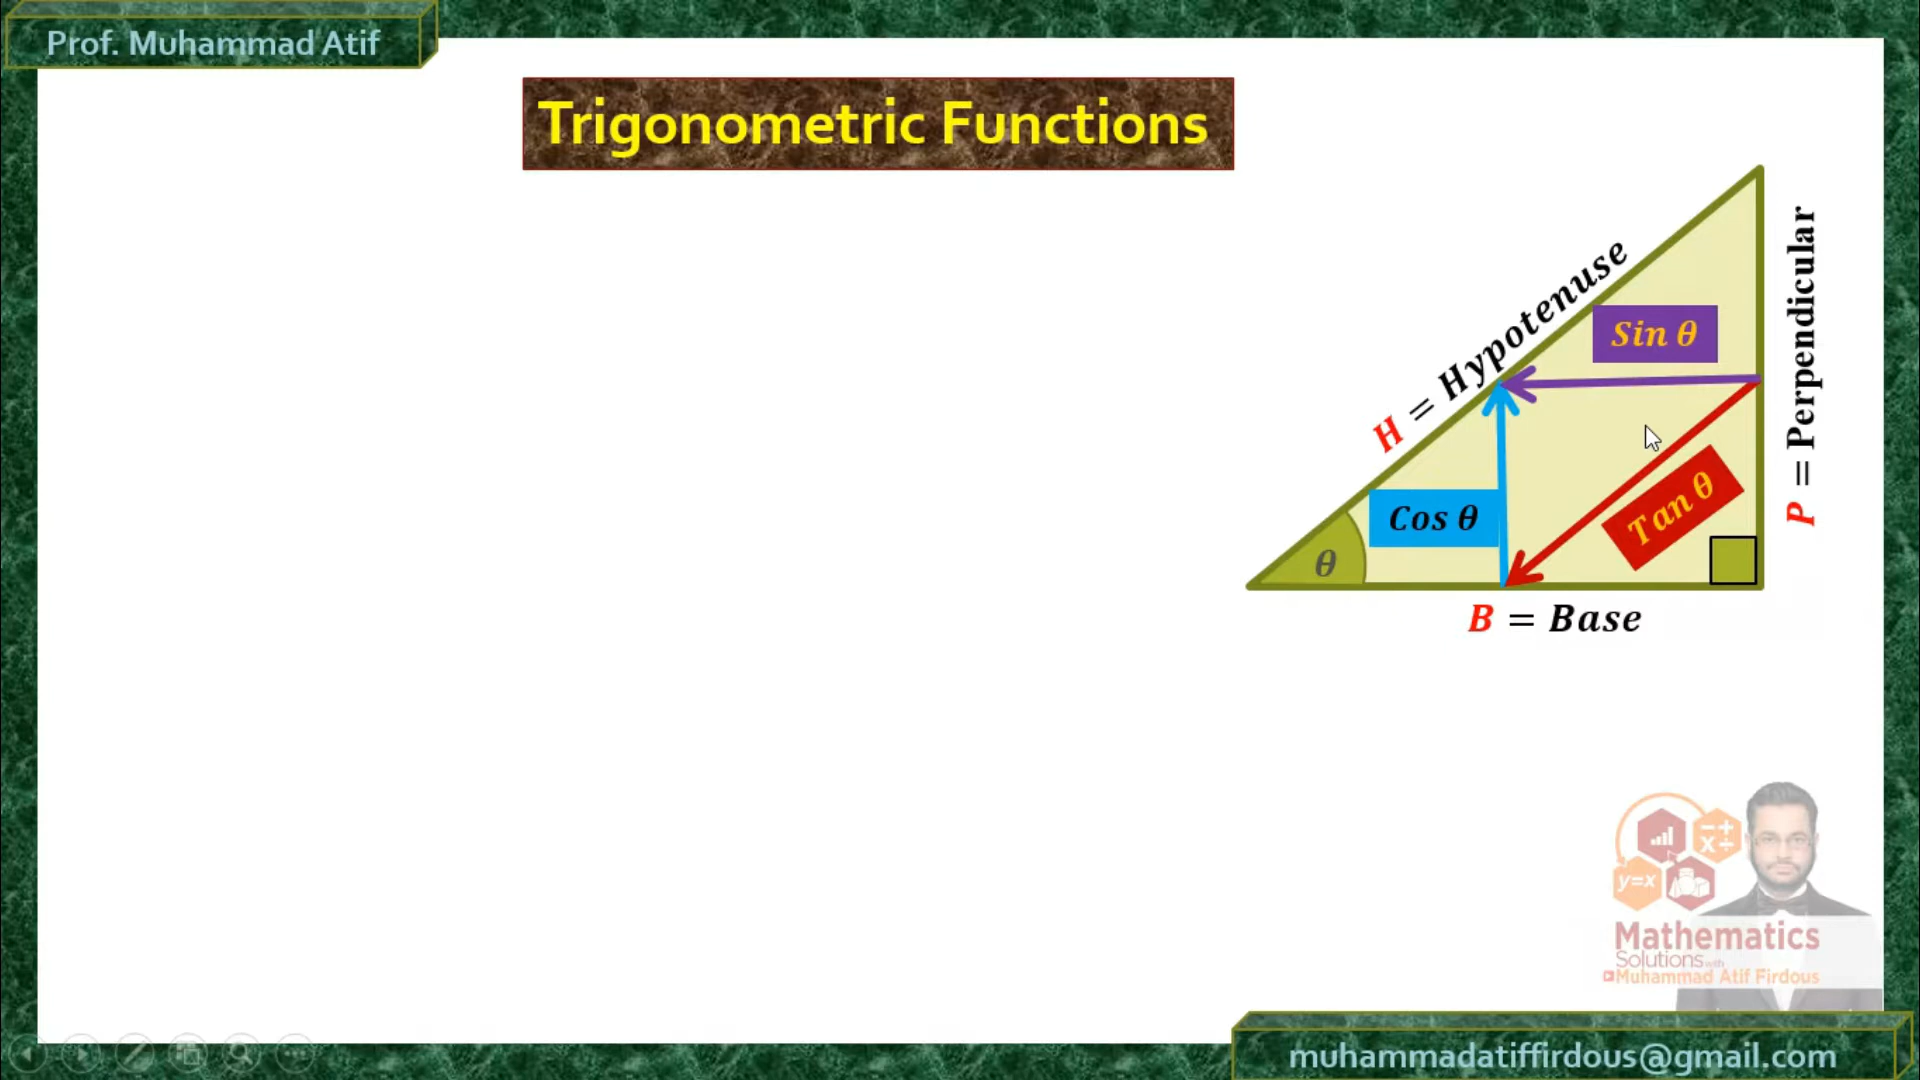 Prof. Muhammad Atif
Trigonometric Functions
H = Hypotenuse
P = Perpendicular
Sin θ
Cos θ
Tan θ
θ
B = Base
y=x
Mathematics
Solutions with
Muhammad Atif Firdous
muhammadatiffirdous@gmail.com